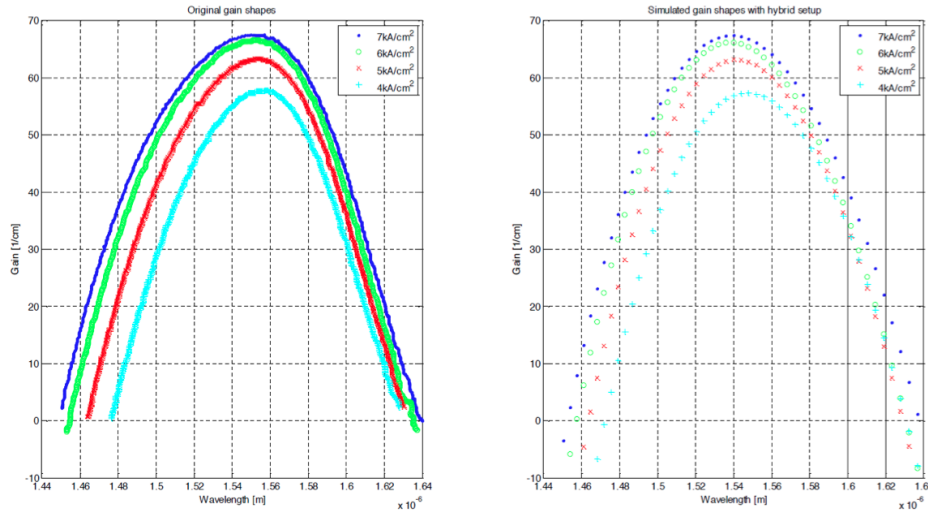 Original gain shapes
70
60
50
40
30
20
10
0
-10
Gain [1/cm]
7kA/cm²
6kA/cm²
5kA/cm²
4kA/cm²
1.44 1.46 1.48 1.5 1.52 1.54 1.56 1.58 1.6 1.62 1.64
Wavelength [m]
x 10⁻⁶
Simulated gain shapes with hybrid setup
70
60
50
40
30
20
10
0
-10
Gain [1/cm]
7kA/cm²
6kA/cm²
5kA/cm²
4kA/cm²
1.44 1.46 1.48 1.5 1.52 1.54 1.56 1.58 1.6 1.62 1.64
Wavelength [m]
x 10⁻⁶